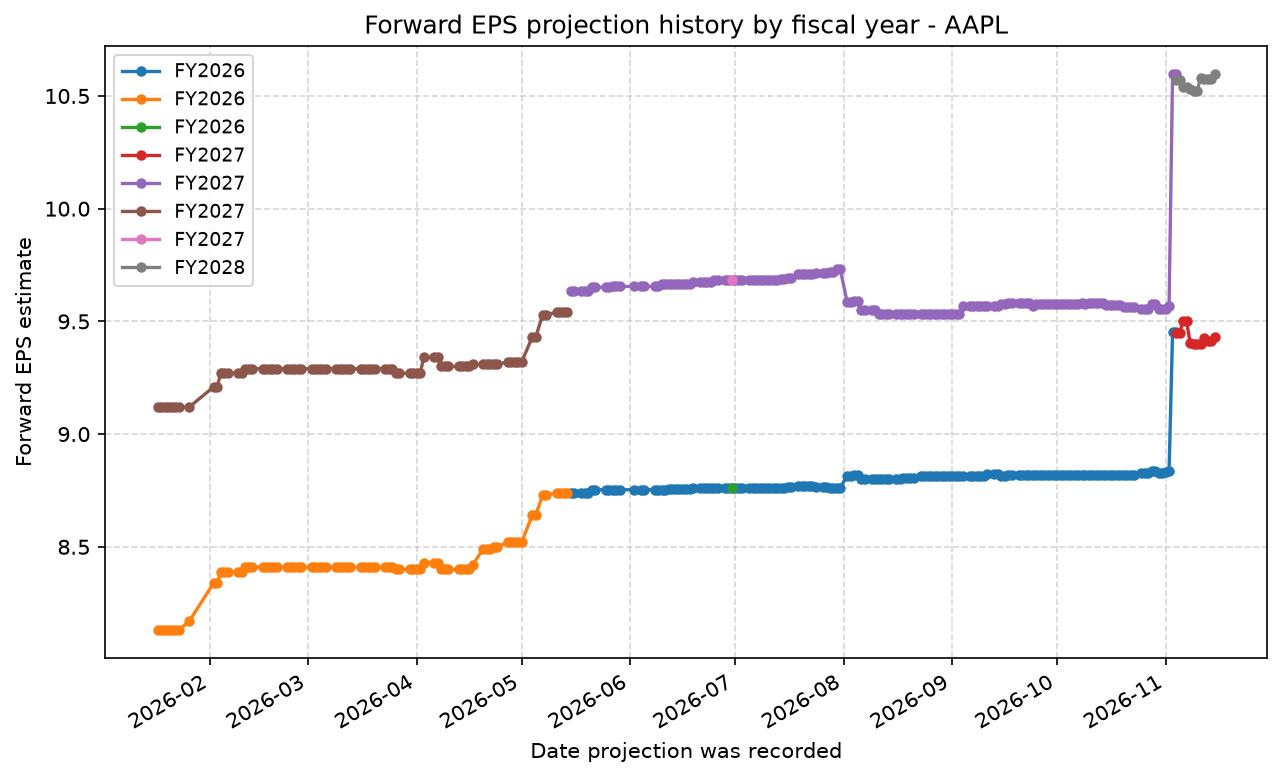 Forward EPS projection history by fiscal year - AAPL
FY2026
FY2026
FY2026
FY2027
FY2027
FY2027
FY2027
FY2028
10.5
10.0
9.5
9.0
8.5
Forward EPS estimate
2026-02
2026-03
2026-04
2026-05
2026-06
2026-07
2026-08
2026-09
2026-10
2026-11
Date projection was recorded